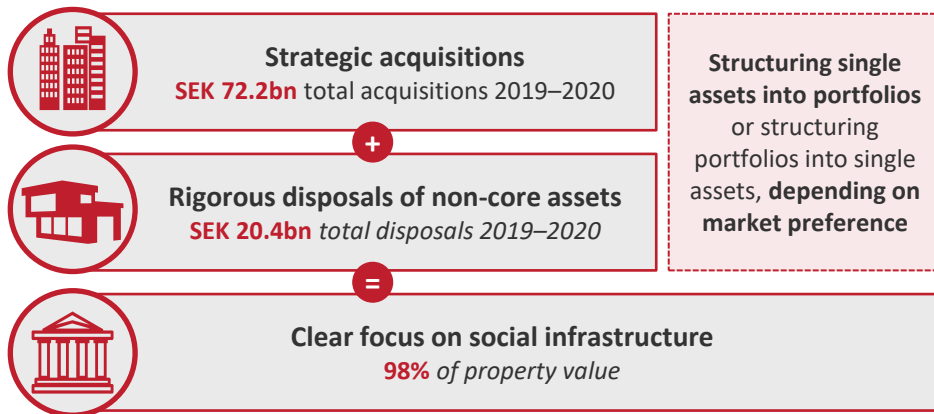 Strategic acquisitions
SEK 72.2bn total acquisitions 2019–2020
+
Rigorous disposals of non-core assets
SEK 20.4bn total disposals 2019–2020
=
Clear focus on social infrastructure
98% of property value
Structuring single
assets into portfolios
or structuring
portfolios into single
assets, depending on
market preference